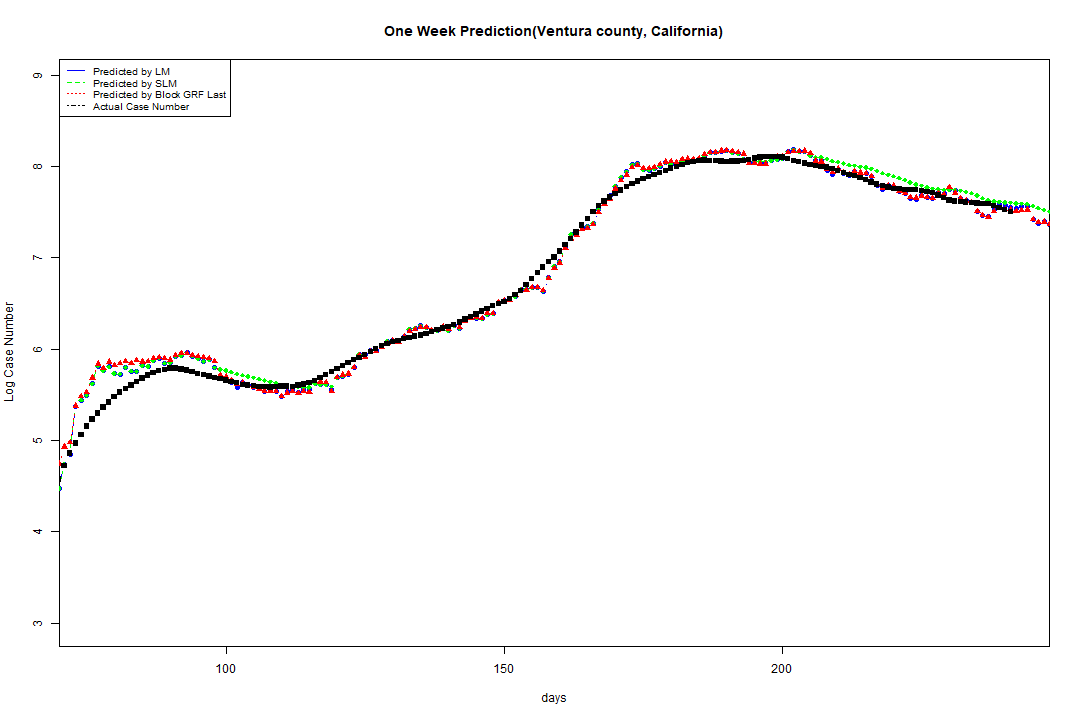 One Week Prediction(Ventura county, California)
Predicted by LM
Predicted by SLM
Predicted by Block GRF Last
Actual Case Number
9
8
7
6
5
4
3
Log Case Number
100 150 200
days